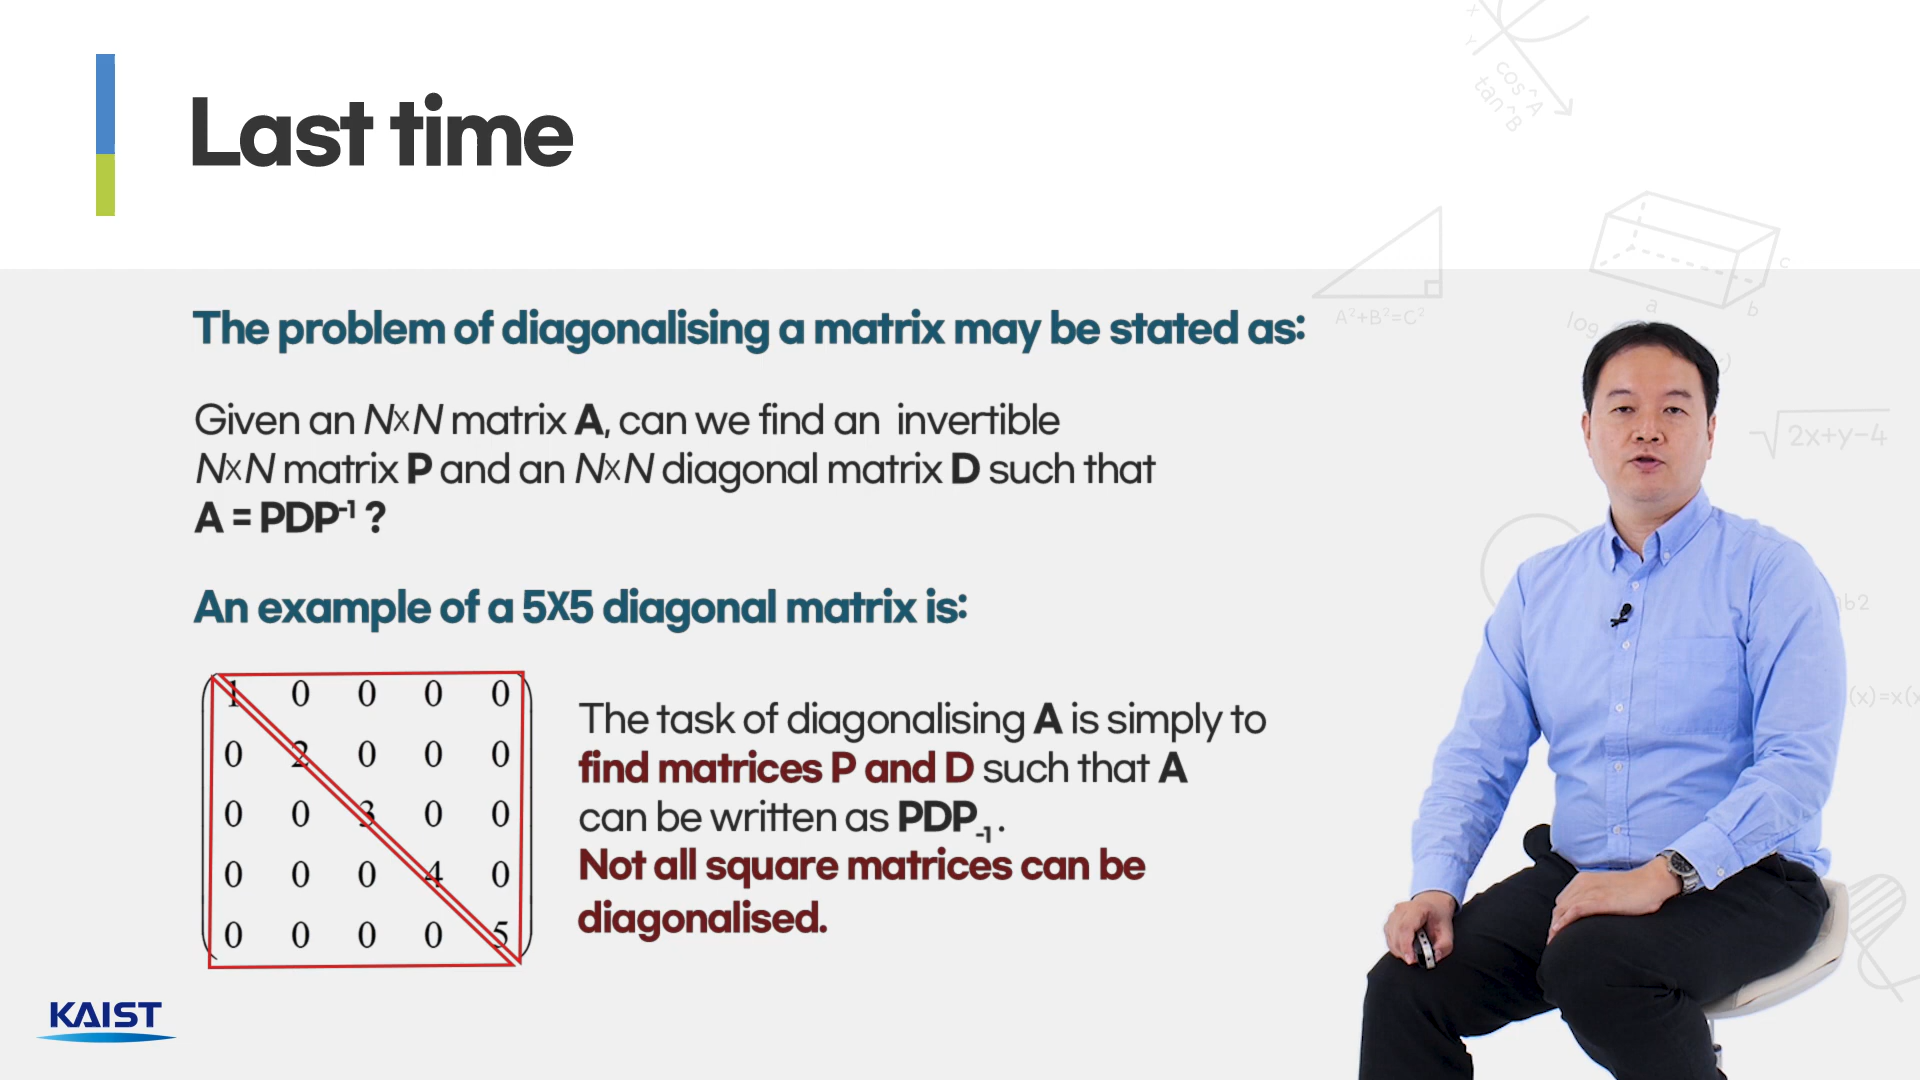 Last time
The problem of diagonalising a matrix may be stated as:
Given an N×N matrix A, can we find an invertible
N×N matrix P and an N×N diagonal matrix D such that
A = PDP⁻¹ ?
An example of a 5X5 diagonal matrix is:
1 0 0 0 0
0 2 0 0 0
0 0 3 0 0
0 0 0 4 0
0 0 0 0 5
The task of diagonalising A is simply to
find matrices P and D such that A
can be written as PDP₋₁.
Not all square matrices can be
diagonalised.
KAIST
X
Y
cos^A
tan^B
A²+B²=C²
a
b
c
log
√2x+y-4
b2
(x)=x(x